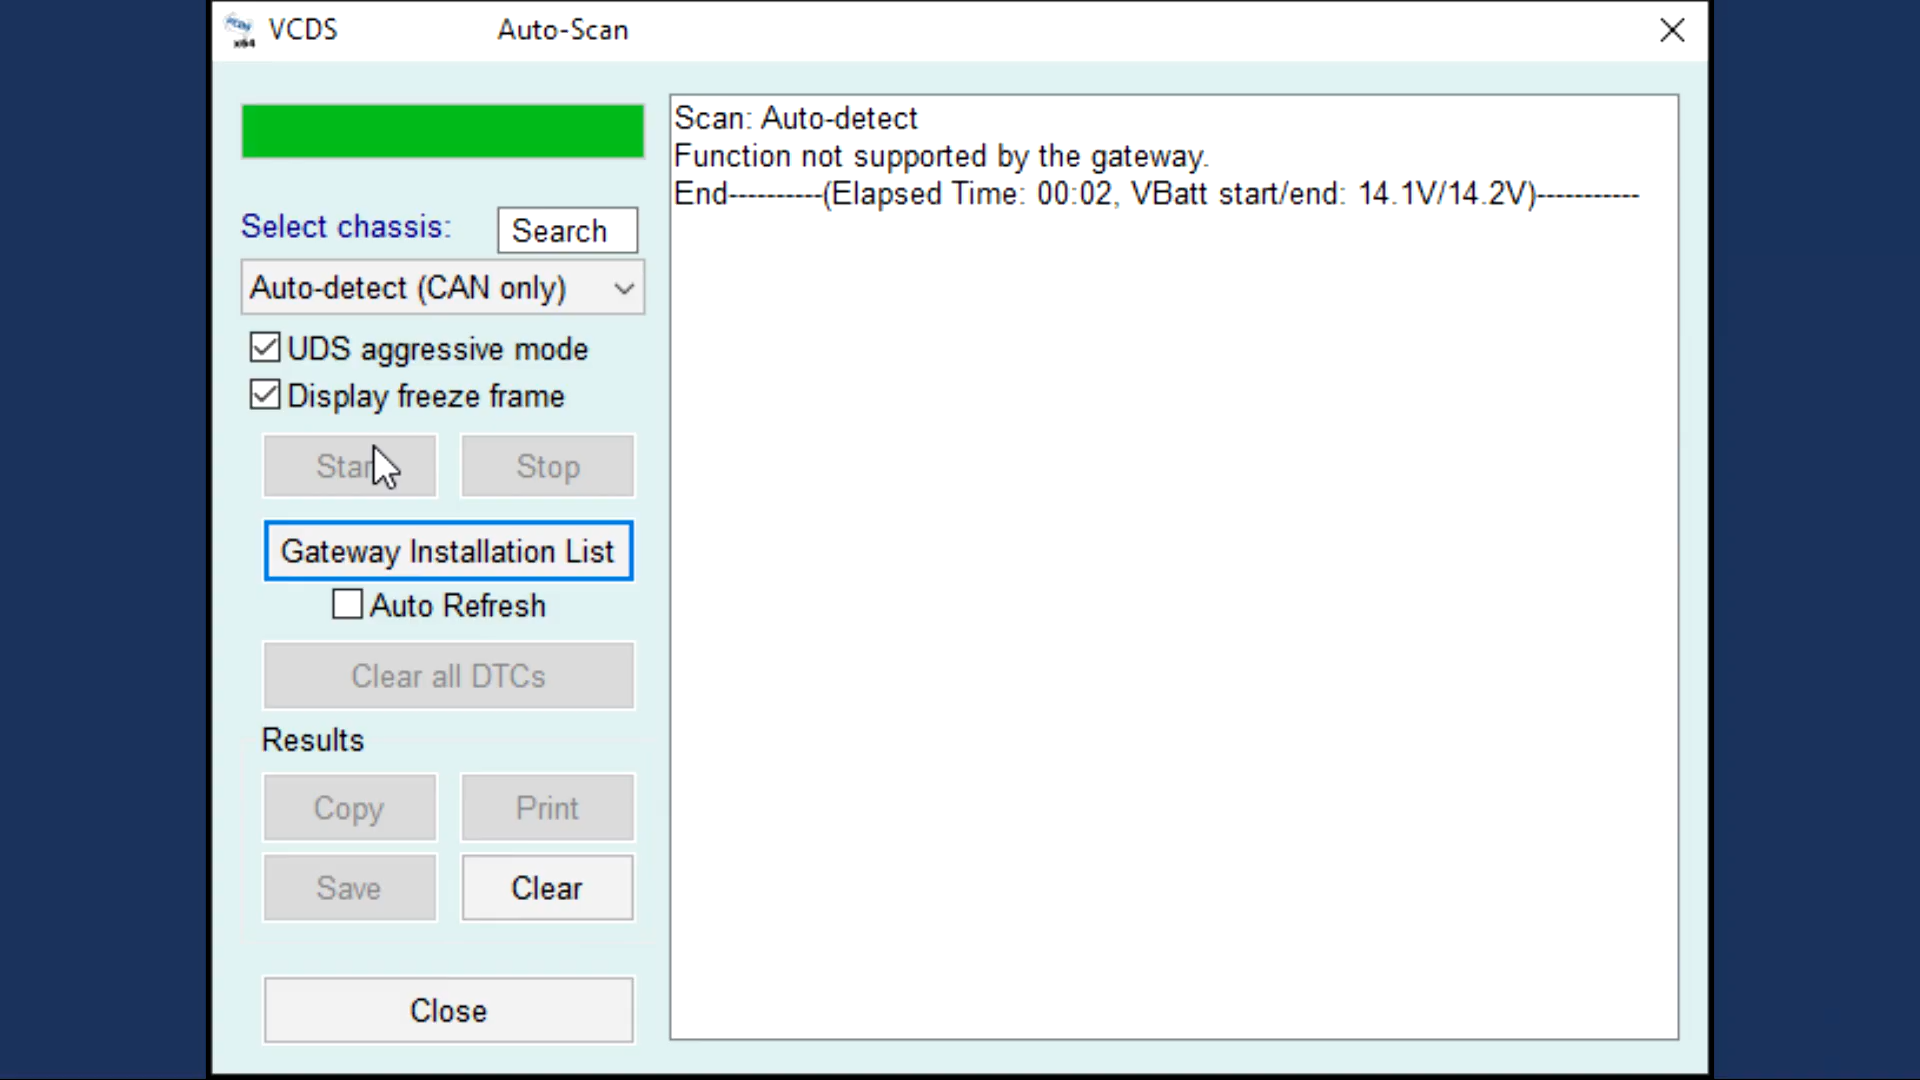 VCDS Auto-Scan
Select chassis: Search
Auto-detect (CAN only)
UDS aggressive mode
Display freeze frame
Stop
Gateway Installation List
Auto Refresh
Clear all DTCs
Results
Copy Print
Save Clear
Close
Scan: Auto-detect
Function not supported by the gateway.
End----------(Elapsed Time: 00:02, VBatt start/end: 14.1V/14.2V)-----------